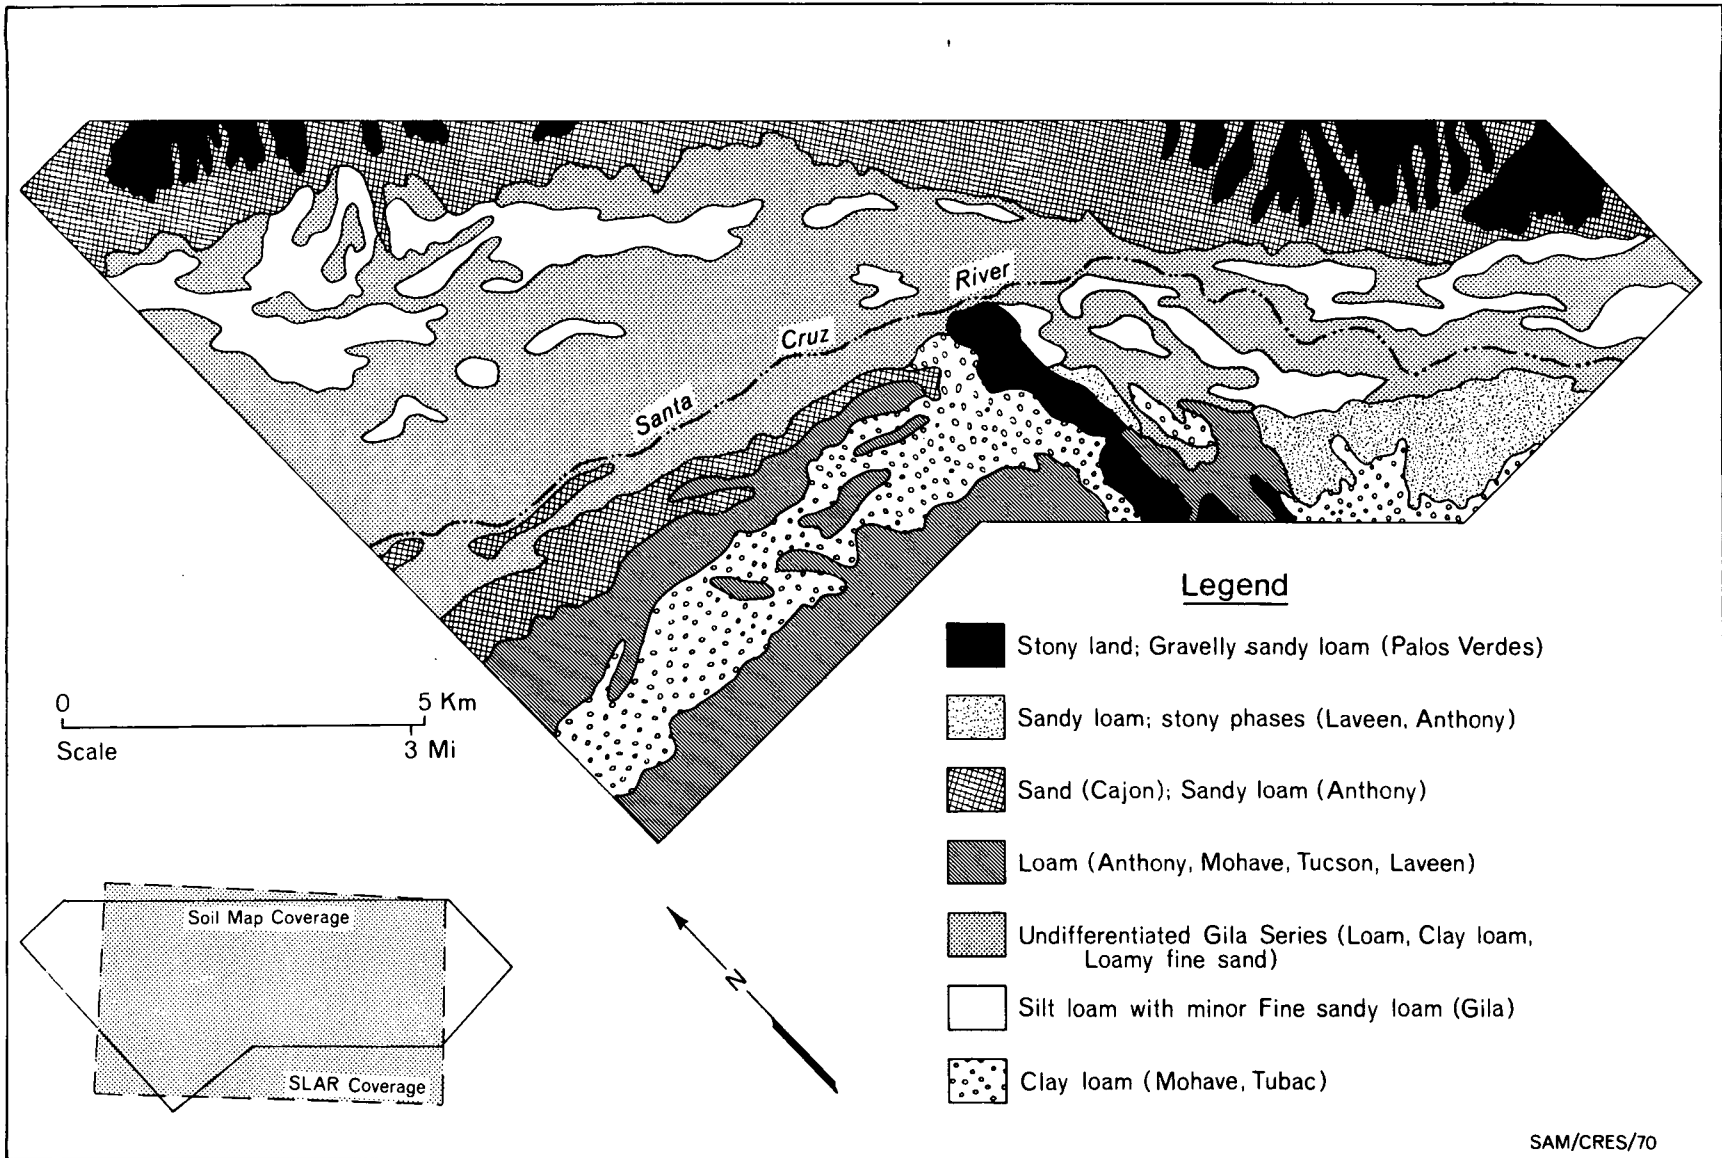 River
Cruz
Santa
Legend
Stony land; Gravelly sandy loam (Palos Verdes)
Sandy loam; stony phases (Laveen, Anthony)
Sand (Cajon); Sandy loam (Anthony)
Loam (Anthony, Mohave, Tucson, Laveen)
Undifferentiated Gila Series (Loam, Clay loam,
Loamy fine sand)
Silt loam with minor Fine sandy loam (Gila)
Clay loam (Mohave, Tubac)
0 5 Km
Scale 3 Mi
Soil Map Coverage
SLAR Coverage
N
SAM/CRES/70